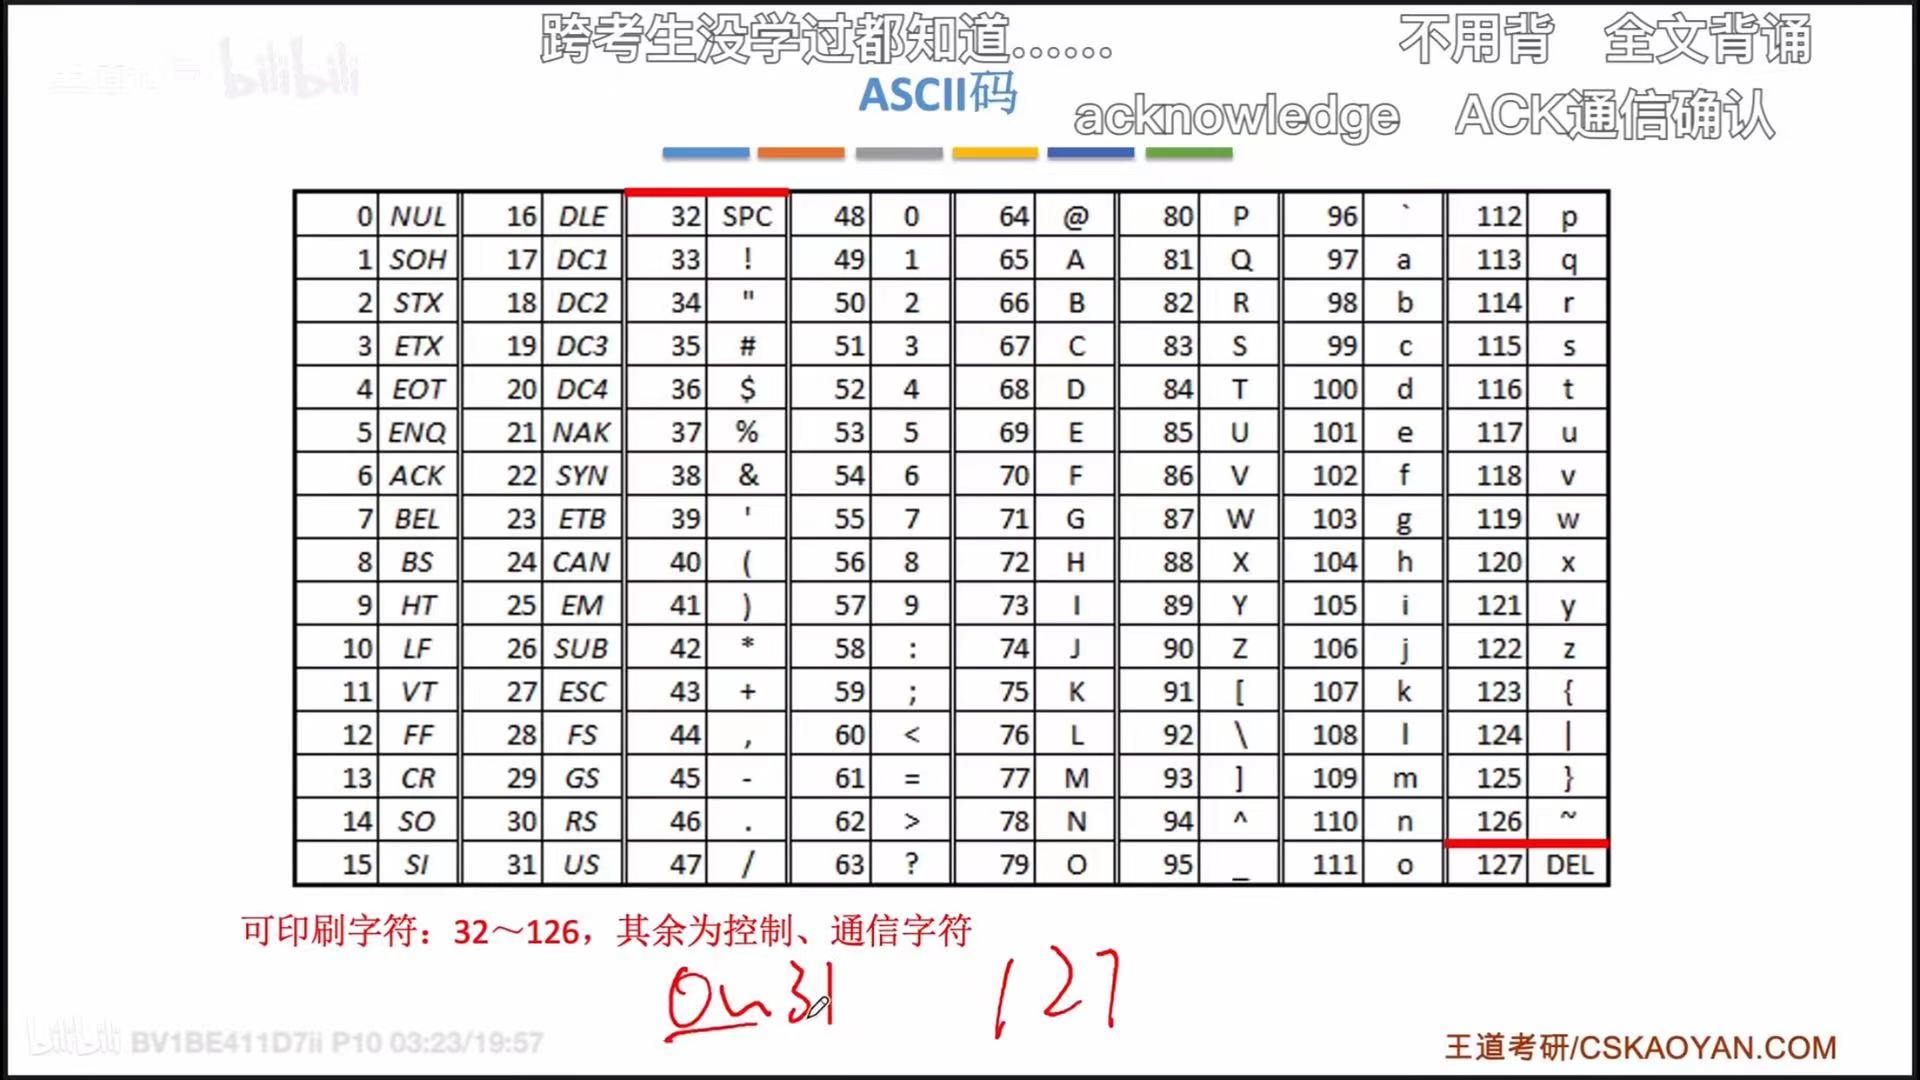 跨考生没学过都知道...... 不用背 全文背诵
bilibili
ASCII码
acknowledge ACK通信确认
0 NUL 16 DLE 32 SPC 48 0 64 @ 80 P 96 ` 112 p
1 SOH 17 DC1 33 ! 49 1 65 A 81 Q 97 a 113 q
2 STX 18 DC2 34 " 50 2 66 B 82 R 98 b 114 r
3 ETX 19 DC3 35 # 51 3 67 C 83 S 99 c 115 s
4 EOT 20 DC4 36 $ 52 4 68 D 84 T 100 d 116 t
5 ENQ 21 NAK 37 % 53 5 69 E 85 U 101 e 117 u
6 ACK 22 SYN 38 & 54 6 70 F 86 V 102 f 118 v
7 BEL 23 ETB 39 ' 55 7 71 G 87 W 103 g 119 w
8 BS 24 CAN 40 ( 56 8 72 H 88 X 104 h 120 x
9 HT 25 EM 41 ) 57 9 73 I 89 Y 105 i 121 y
10 LF 26 SUB 42 * 58 : 74 J 90 Z 106 j 122 z
11 VT 27 ESC 43 + 59 ; 75 K 91 [ 107 k 123 {
12 FF 28 FS 44 , 60 < 76 L 92 \ 108 l 124 |
13 CR 29 GS 45 - 61 = 77 M 93 ] 109 m 125 }
14 SO 30 RS 46 . 62 > 78 N 94 ^ 110 n 126 ~
15 SI 31 US 47 / 63 ? 79 O 95 _ 111 o 127 DEL
可印刷字符：32～126，其余为控制、通信字符
0~31 127
bilibili BV1BE411D7ii P10 03:23/19:57
王道考研/CSKAOYAN.COM